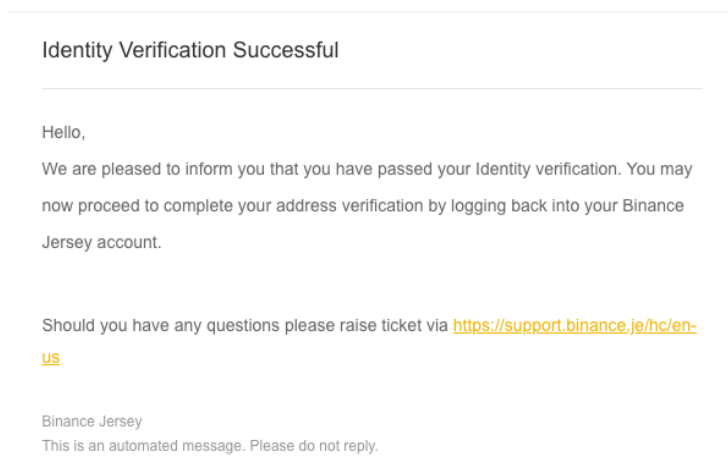 Identity Verification Successful
Hello,
We are pleased to inform you that you have passed your Identity verification. You may
now proceed to complete your address verification by logging back into your Binance
Jersey account.
Should you have any questions please raise ticket via https://support.binance.je/hc/en-
us
Binance Jersey
This is an automated message. Please do not reply.